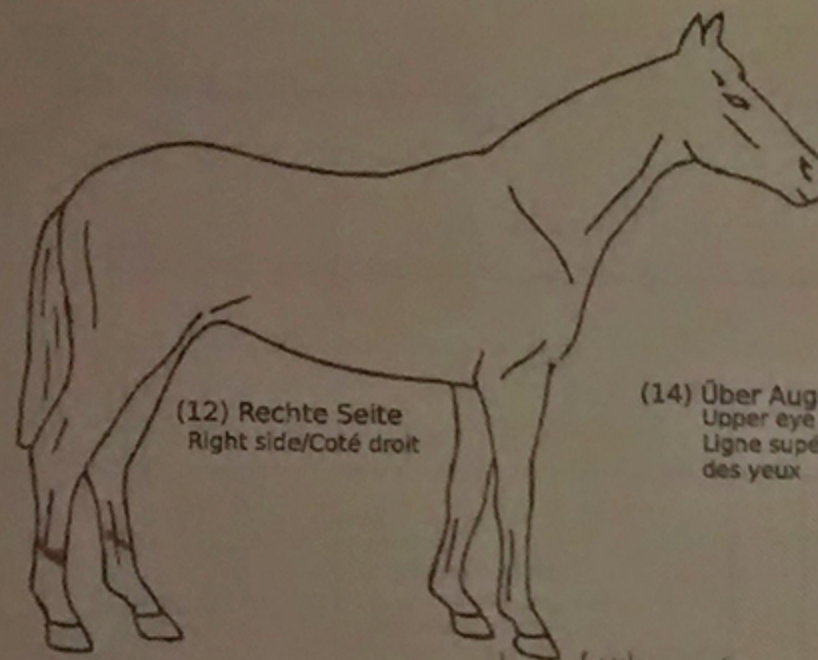 (12) Rechte Seite
Right side/Coté droit
(14) Über Aug
Upper eye
Ligne supé
des yeux